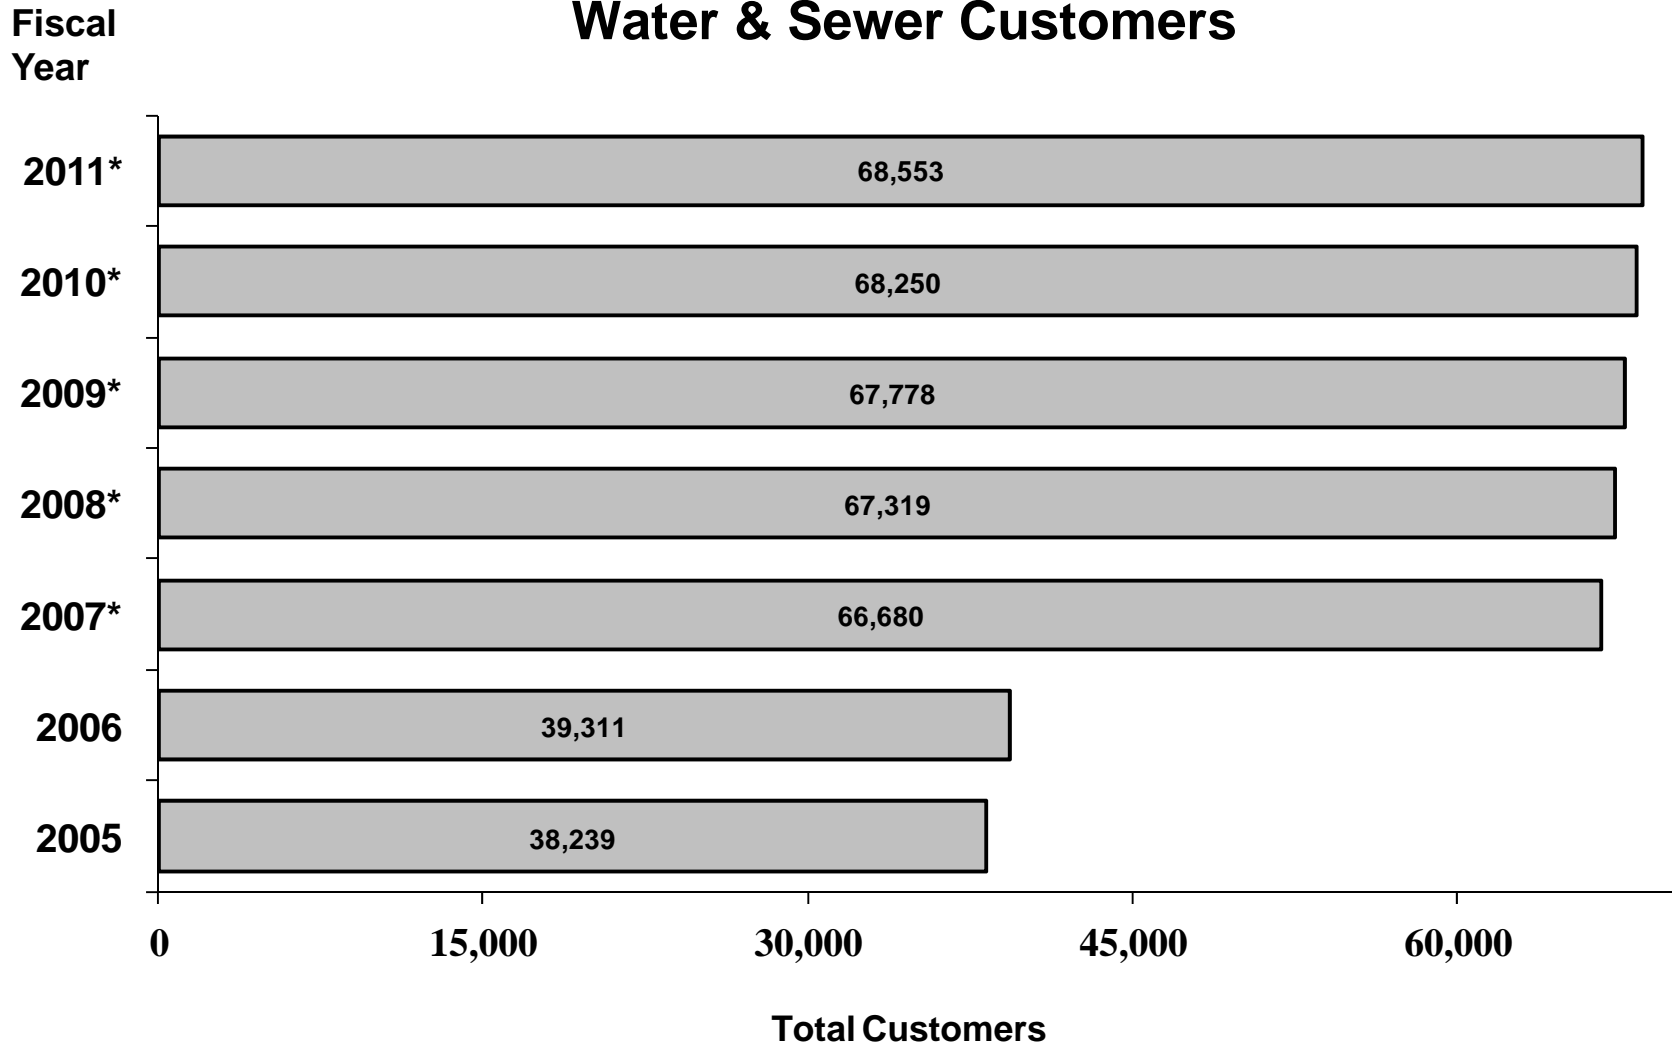 Water & Sewer Customers
Fiscal
Year
2011*
68,553
2010*
68,250
2009*
67,778
2008*
67,319
2007*
66,680
2006
39,311
2005
38,239
0 15,000 30,000 45,000 60,000
Total Customers